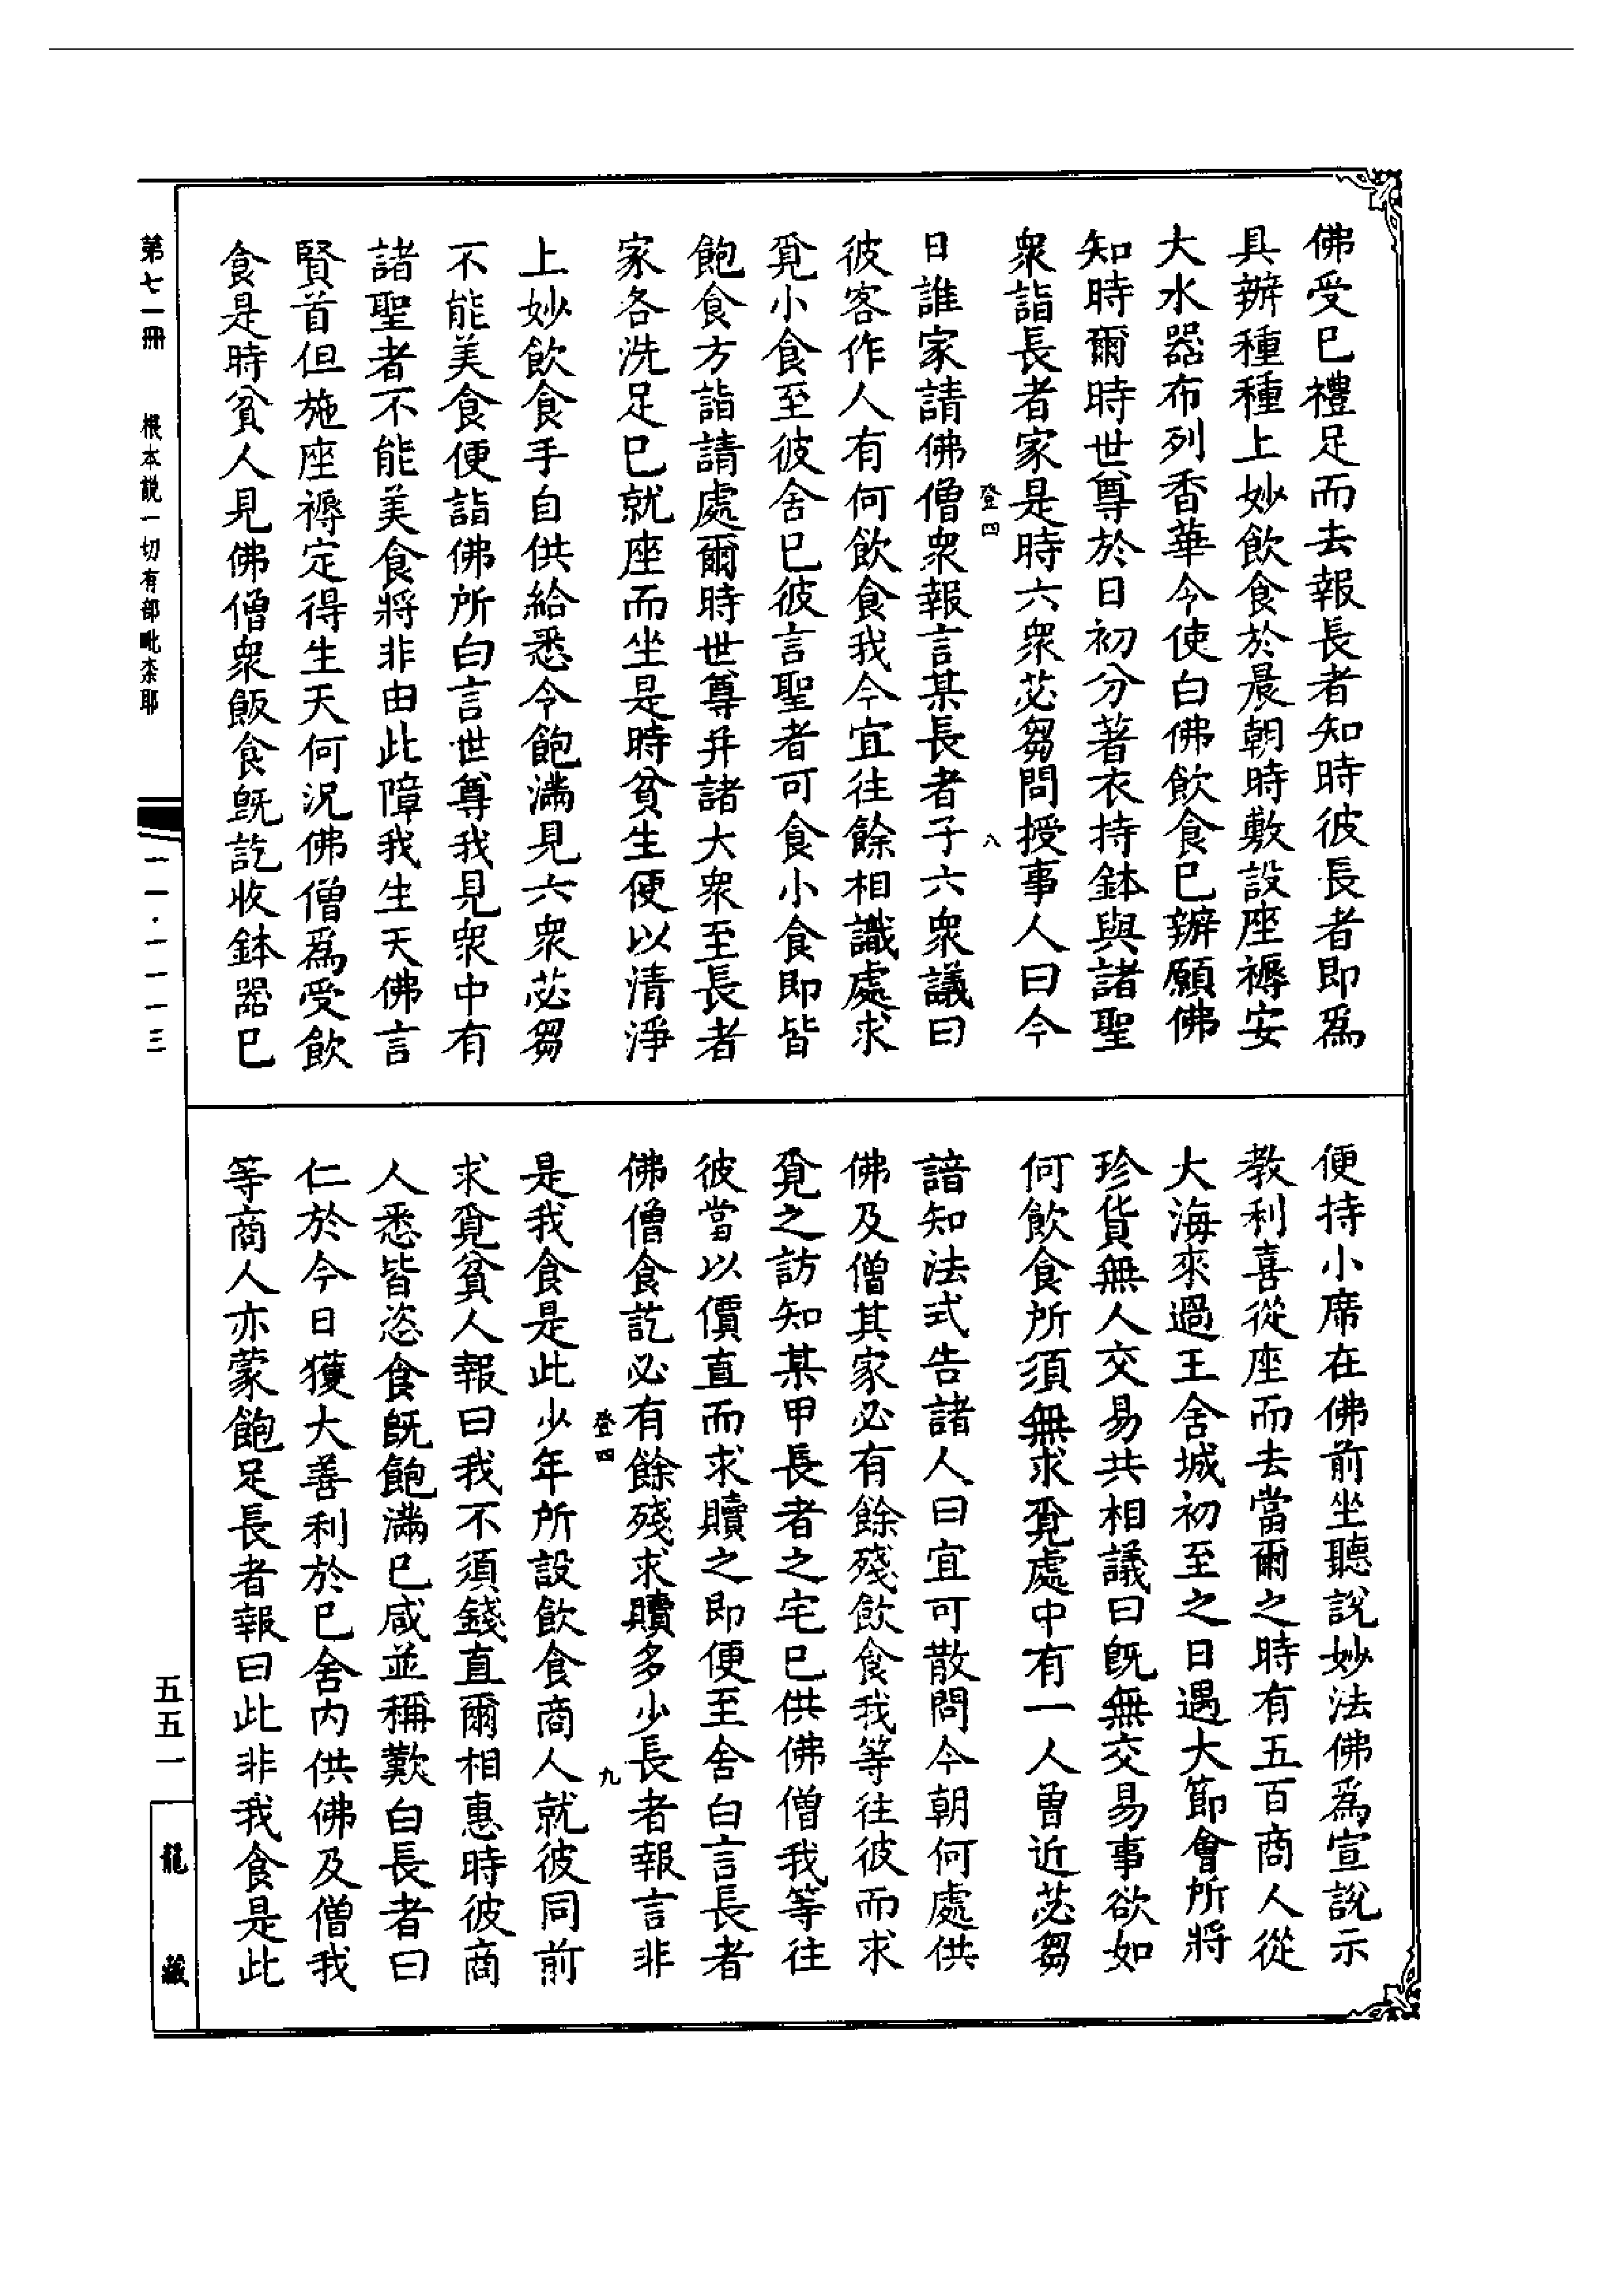 佛受已禮足而去報長者知時彼長者即爲
具辦種種上妙飲食於晨朝時敷設座褥安
大水器布列香華令使白佛飲食已辦願佛
知時爾時世尊於日初分著衣持鉢與諸聖
衆詣長者家是時六衆苾芻問授事人曰今
登四
八
日誰家請佛僧衆報言某長者子六衆議曰
彼客作人有何飲食我今宜往餘相識處求
覓小食至彼舍已彼言聖者可食小食即皆
飽食方詣請處爾時世尊并諸大衆至長者
家各洗足已就座而坐是時貧生便以清淨
上妙飲食手自供給悉令飽滿見六衆苾芻
不能美食便詣佛所白言世尊我見衆中有
諸聖者不能美食將非由此障我生天佛言
賢首但施座褥定得生天何況佛僧爲受飲
食是時貧人見佛僧衆飯食旣訖收鉢器已
便持小席在佛前坐聽說妙法佛爲宣說示
教利喜從座而去當爾之時有五百商人從
大海來過王舍城初至之日遇大節會所將
珍貨無人交易共相議曰旣無交易事欲如
何飲食所須無求覓處中有一人曾近苾芻
諳知法式告諸人曰宜可散問今朝何處供
佛及僧其家必有餘殘飲食我等往彼而求
覓之訪知某甲長者之宅已供佛僧我等往
彼當以價直而求贖之即便至舍白言長者
佛僧食訖必有餘殘求贖多少長者報言非
登四
九
是我食是此少年所設飲食商人就彼同前
求覓貧人報曰我不須錢直爾相惠時彼商
人悉皆恣食旣飽滿已咸並稱歎白長者曰
仁於今日獲大善利於已舍内供佛及僧我
等商人亦蒙飽足長者報曰此非我食是此
第七一冊
根本說一切有部毗柰耶
一一·一一一三
五五一
龍藏